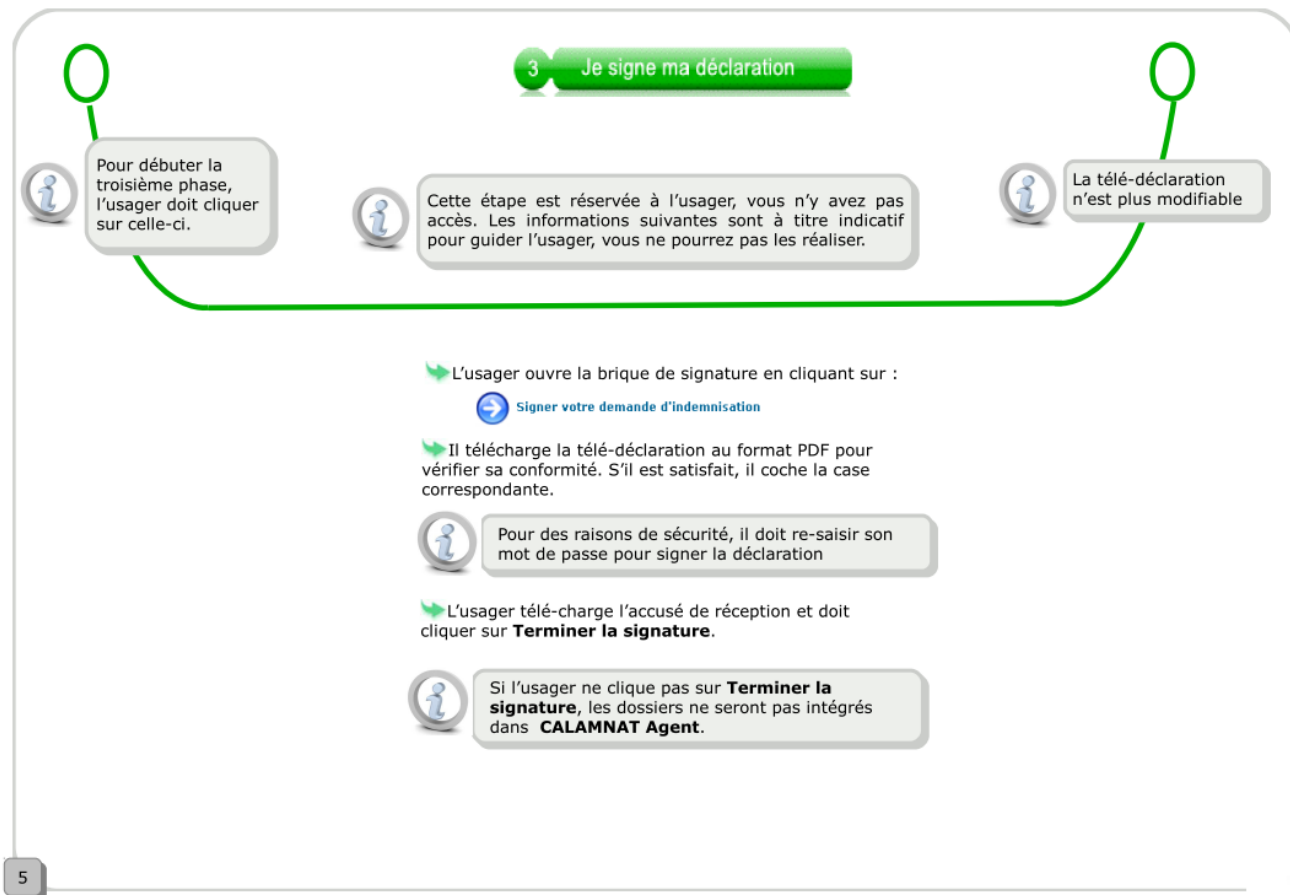 3 Je signe ma déclaration
Pour débuter la
troisième phase,
l'usager doit cliquer
sur celle-ci.
Cette étape est réservée à l'usager, vous n'y avez pas
accès. Les informations suivantes sont à titre indicatif
pour guider l'usager, vous ne pourrez pas les réaliser.
La télé-déclaration
n'est plus modifiable
L'usager ouvre la brique de signature en cliquant sur :
Signer votre demande d'indemnisation
Il télécharge la télé-déclaration au format PDF pour
vérifier sa conformité. S'il est satisfait, il coche la case
correspondante.
Pour des raisons de sécurité, il doit re-saisir son
mot de passe pour signer la déclaration
L'usager télé-charge l'accusé de réception et doit
cliquer sur Terminer la signature.
Si l'usager ne clique pas sur Terminer la
signature, les dossiers ne seront pas intégrés
dans CALAMNAT Agent.
5